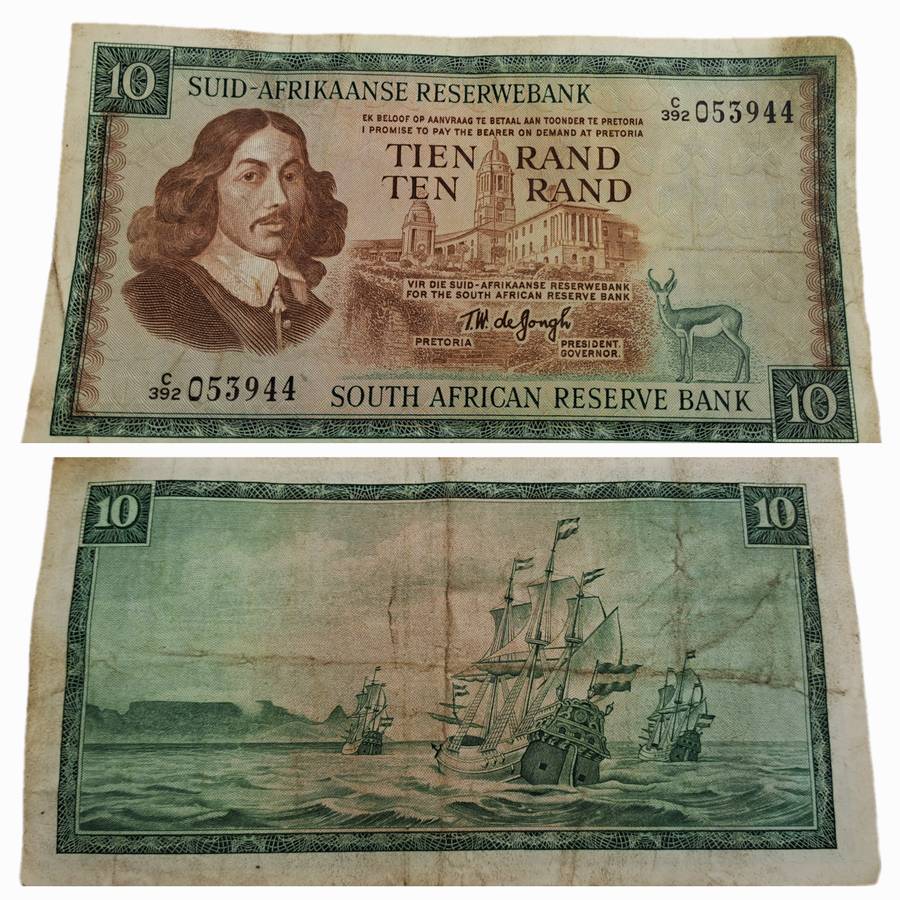 10
SUID-AFRIKAANSE RESERWEBANK
C/392 053944
EK BELOOF OP AANVRAAG TE BETAAL AAN TOONDER TE PRETORIA
I PROMISE TO PAY THE BEARER ON DEMAND AT PRETORIA
TIEN RAND
TEN RAND
VIR DIE SUID-AFRIKAANSE RESERWEBANK
FOR THE SOUTH AFRICAN RESERVE BANK
T.W. de Jongh
PRETORIA PRESIDENT.
GOVERNOR.
C/392 053944
SOUTH AFRICAN RESERVE BANK
10
10 10